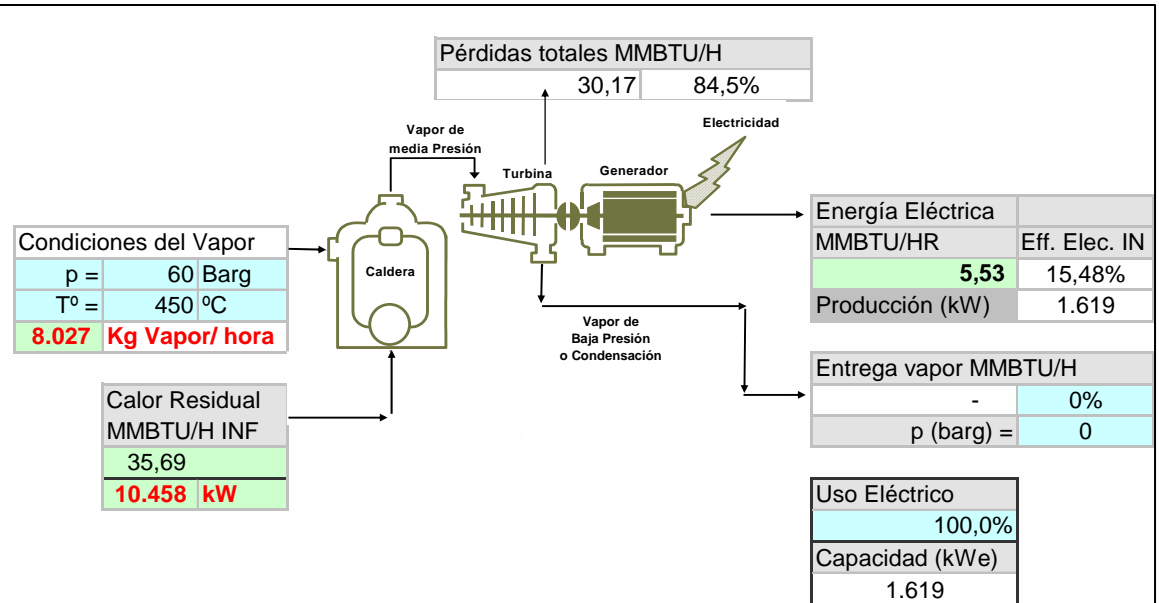 Pérdidas totales MMBTU/H
30,17 84,5%
Vapor de
media Presión
Turbina
Generador
Electricidad
Condiciones del Vapor
p = 60 Barg
Tº = 450 ºC
8.027 Kg Vapor/ hora
Caldera
Calor Residual
MMBTU/H INF
35,69
10.458 kW
Vapor de
Baja Presión
o Condensación
Energía Eléctrica
MMBTU/HR Eff. Elec. IN
5,53 15,48%
Producción (kW) 1.619
Entrega vapor MMBTU/H
- 0%
p (barg) = 0
Uso Eléctrico
100,0%
Capacidad (kWe)
1.619